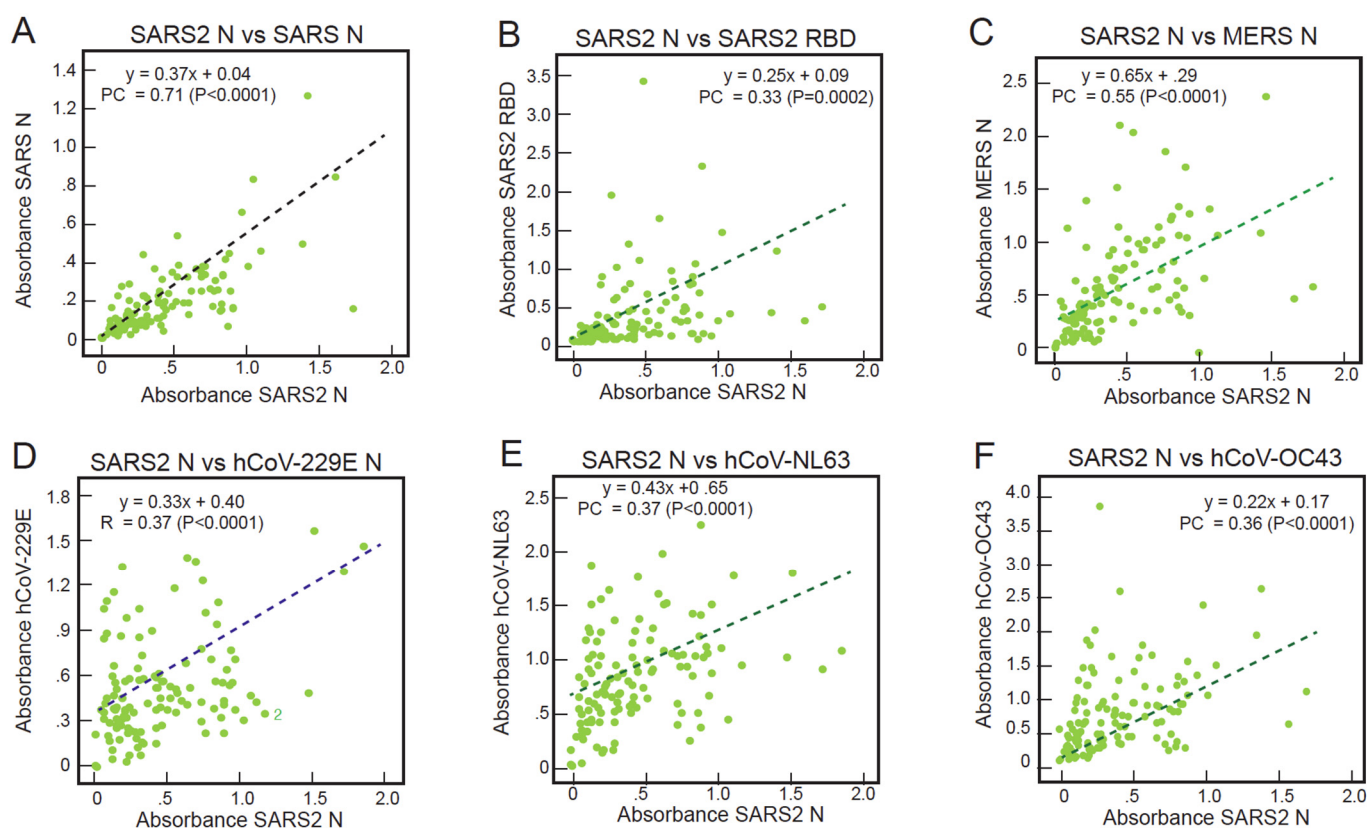 A
SARS2 N vs SARS N
y = 0.37x + 0.04
PC = 0.71 (P<0.0001)
Absorbance SARS N
1.4
1.2
1.0
.8
.6
.4
.2
0
0 .5 1.0 1.5 2.0
Absorbance SARS2 N
B
SARS2 N vs SARS2 RBD
y = 0.25x + 0.09
PC = 0.33 (P=0.0002)
Absorbance SARS2 RBD
3.5
3.0
2.5
2.0
1.5
1.0
0.5
0
0 .5 1.0 1.5 2.0
Absorbance SARS2 N
C
SARS2 N vs MERS N
y = 0.65x + .29
PC = 0.55 (P<0.0001)
Absorbance MERS N
2.5
2.0
1.5
1.0
.5
0
0 .5 1.0 1.5 2.0
Absorbance SARS2 N
D
SARS2 N vs hCoV-229E N
y = 0.33x + 0.40
R = 0.37 (P<0.0001)
Absorbance hCoV-229E
1.8
1.5
1.2
.9
.6
.3
0
2
0 .5 1.0 1.5 2.0
Absorbance SARS2 N
E
SARS2 N vs hCoV-NL63
y = 0.43x +0.65
PC = 0.37 (P<0.0001)
Absorbance hCoV-NL63
2.5
2.0
1.5
1.0
.5
0
0 .5 1.0 1.5 2.0
Absorbance SARS2 N
F
SARS2 N vs hCoV-OC43
y = 0.22x + 0.17
PC = 0.36 (P<0.0001)
Absorbance hCov-OC43
4.0
3.5
3.0
2.5
2.0
1.5
1.0
0.5
0
0 .5 1.0 1.5 2.0
Absorbance SARS2 N